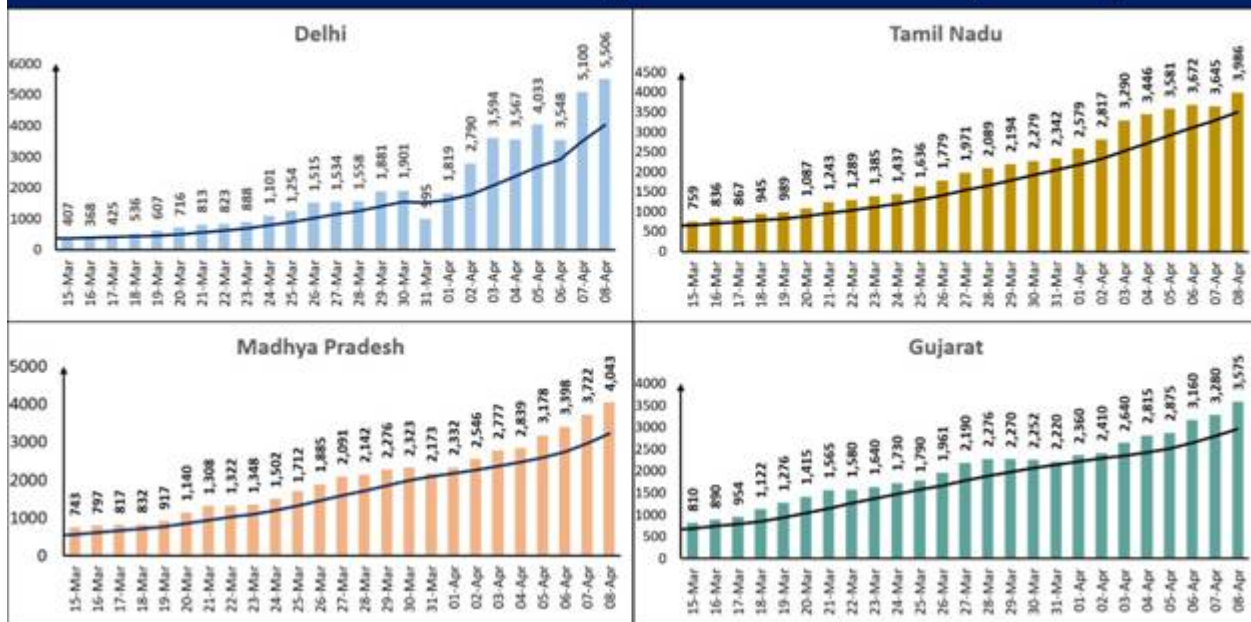 Delhi
6000
5000
4000
3000
2000
1000
0
407
368
425
536
607
716
813
823
888
1,101
1,254
1,515
1,534
1,558
1,881
1,901
995
1,819
2,790
3,594
3,567
4,033
3,548
5,100
5,506
15-Mar
16-Mar
17-Mar
18-Mar
19-Mar
20-Mar
21-Mar
22-Mar
23-Mar
24-Mar
25-Mar
26-Mar
27-Mar
28-Mar
29-Mar
30-Mar
31-Mar
01-Apr
02-Apr
03-Apr
04-Apr
05-Apr
06-Apr
07-Apr
08-Apr
Tamil Nadu
4500
4000
3500
3000
2500
2000
1500
1000
500
0
759
836
867
945
989
1,087
1,243
1,289
1,385
1,437
1,636
1,779
1,971
2,089
2,194
2,279
2,342
2,579
2,817
3,290
3,446
3,581
3,672
3,645
3,986
15-Mar
16-Mar
17-Mar
18-Mar
19-Mar
20-Mar
21-Mar
22-Mar
23-Mar
24-Mar
25-Mar
26-Mar
27-Mar
28-Mar
29-Mar
30-Mar
31-Mar
01-Apr
02-Apr
03-Apr
04-Apr
05-Apr
06-Apr
07-Apr
08-Apr
Madhya Pradesh
5000
4000
3000
2000
1000
0
743
797
817
832
917
1,140
1,308
1,322
1,348
1,502
1,712
1,885
2,091
2,142
2,276
2,323
2,173
2,332
2,546
2,777
2,839
3,178
3,398
3,722
4,043
15-Mar
16-Mar
17-Mar
18-Mar
19-Mar
20-Mar
21-Mar
22-Mar
23-Mar
24-Mar
25-Mar
26-Mar
27-Mar
28-Mar
29-Mar
30-Mar
31-Mar
01-Apr
02-Apr
03-Apr
04-Apr
05-Apr
06-Apr
07-Apr
08-Apr
Gujarat
4000
3500
3000
2500
2000
1500
1000
500
0
810
890
954
1,122
1,276
1,415
1,565
1,580
1,640
1,730
1,790
1,961
2,190
2,276
2,270
2,252
2,220
2,360
2,410
2,640
2,815
2,875
3,160
3,280
3,575
15-Mar
16-Mar
17-Mar
18-Mar
19-Mar
20-Mar
21-Mar
22-Mar
23-Mar
24-Mar
25-Mar
26-Mar
27-Mar
28-Mar
29-Mar
30-Mar
31-Mar
01-Apr
02-Apr
03-Apr
04-Apr
05-Apr
06-Apr
07-Apr
08-Apr